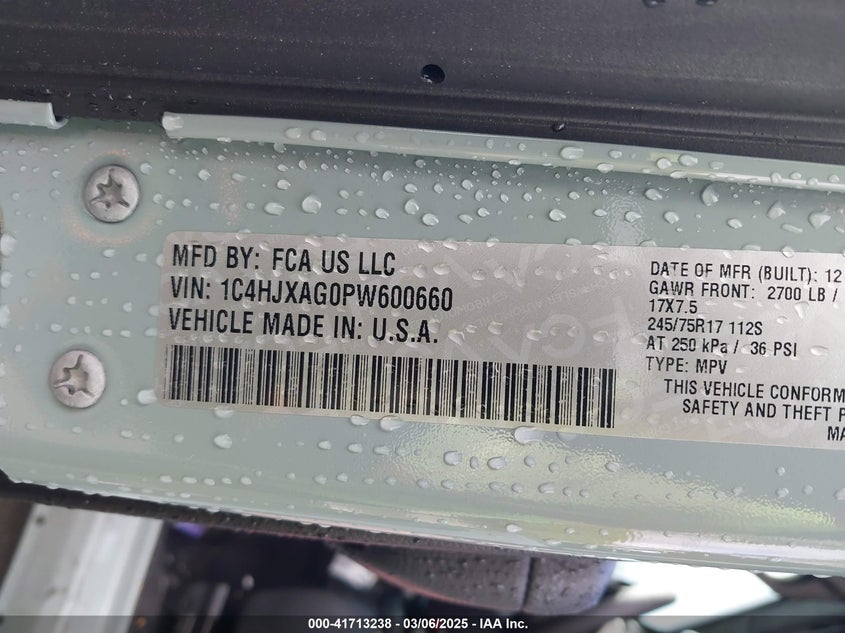 MFD BY: FCA US LLC
VIN: 1C4HJXAG0PW600660
VEHICLE MADE IN: U.S.A.
DATE OF MFR (BUILT): 12
GAWR FRONT: 2700 LB /
17X7.5
245/75R17 112S
AT 250 kPa / 36 PSI
TYPE: MPV
THIS VEHICLE CONFORM
SAFETY AND THEFT P
MA
000-41713238 - 03/06/2025 - IAA Inc.